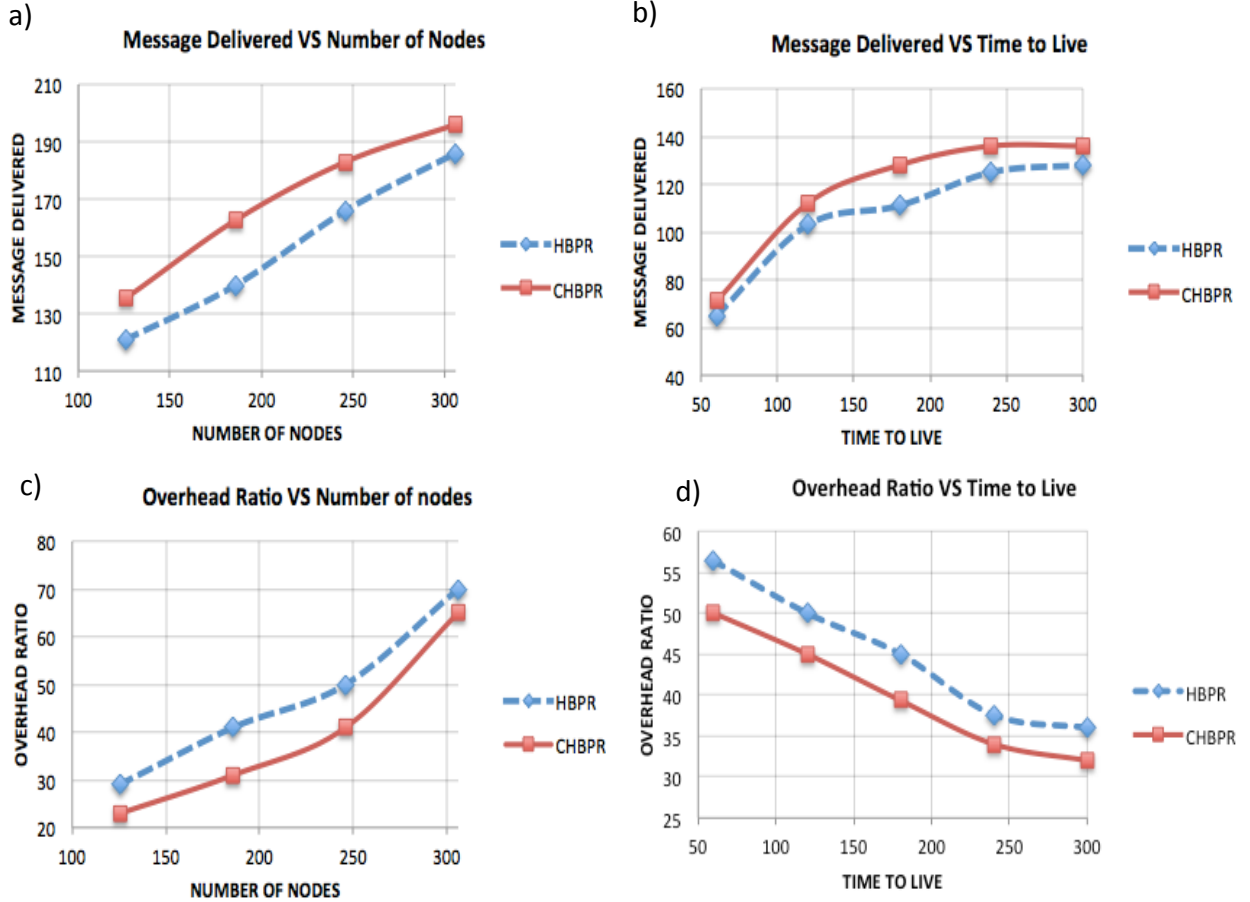 a)
Message Delivered VS Number of Nodes
210
190
170
150
130
110
MESSAGE DELIVERED
100 150 200 250 300
NUMBER OF NODES
HBPR
CHBPR
b)
Message Delivered VS Time to Live
160
140
120
100
80
60
40
MESSAGE DELIVERED
50 100 150 200 250 300
TIME TO LIVE
HBPR
CHBPR
c)
Overhead Ratio VS Number of nodes
80
70
60
50
40
30
20
OVERHEAD RATIO
100 150 200 250 300
NUMBER OF NODES
HBPR
CHBPR
d)
Overhead Ratio VS Time to Live
60
55
50
45
40
35
30
25
OVERHEAD RATIO
50 100 150 200 250 300
TIME TO LIVE
HBPR
CHBPR